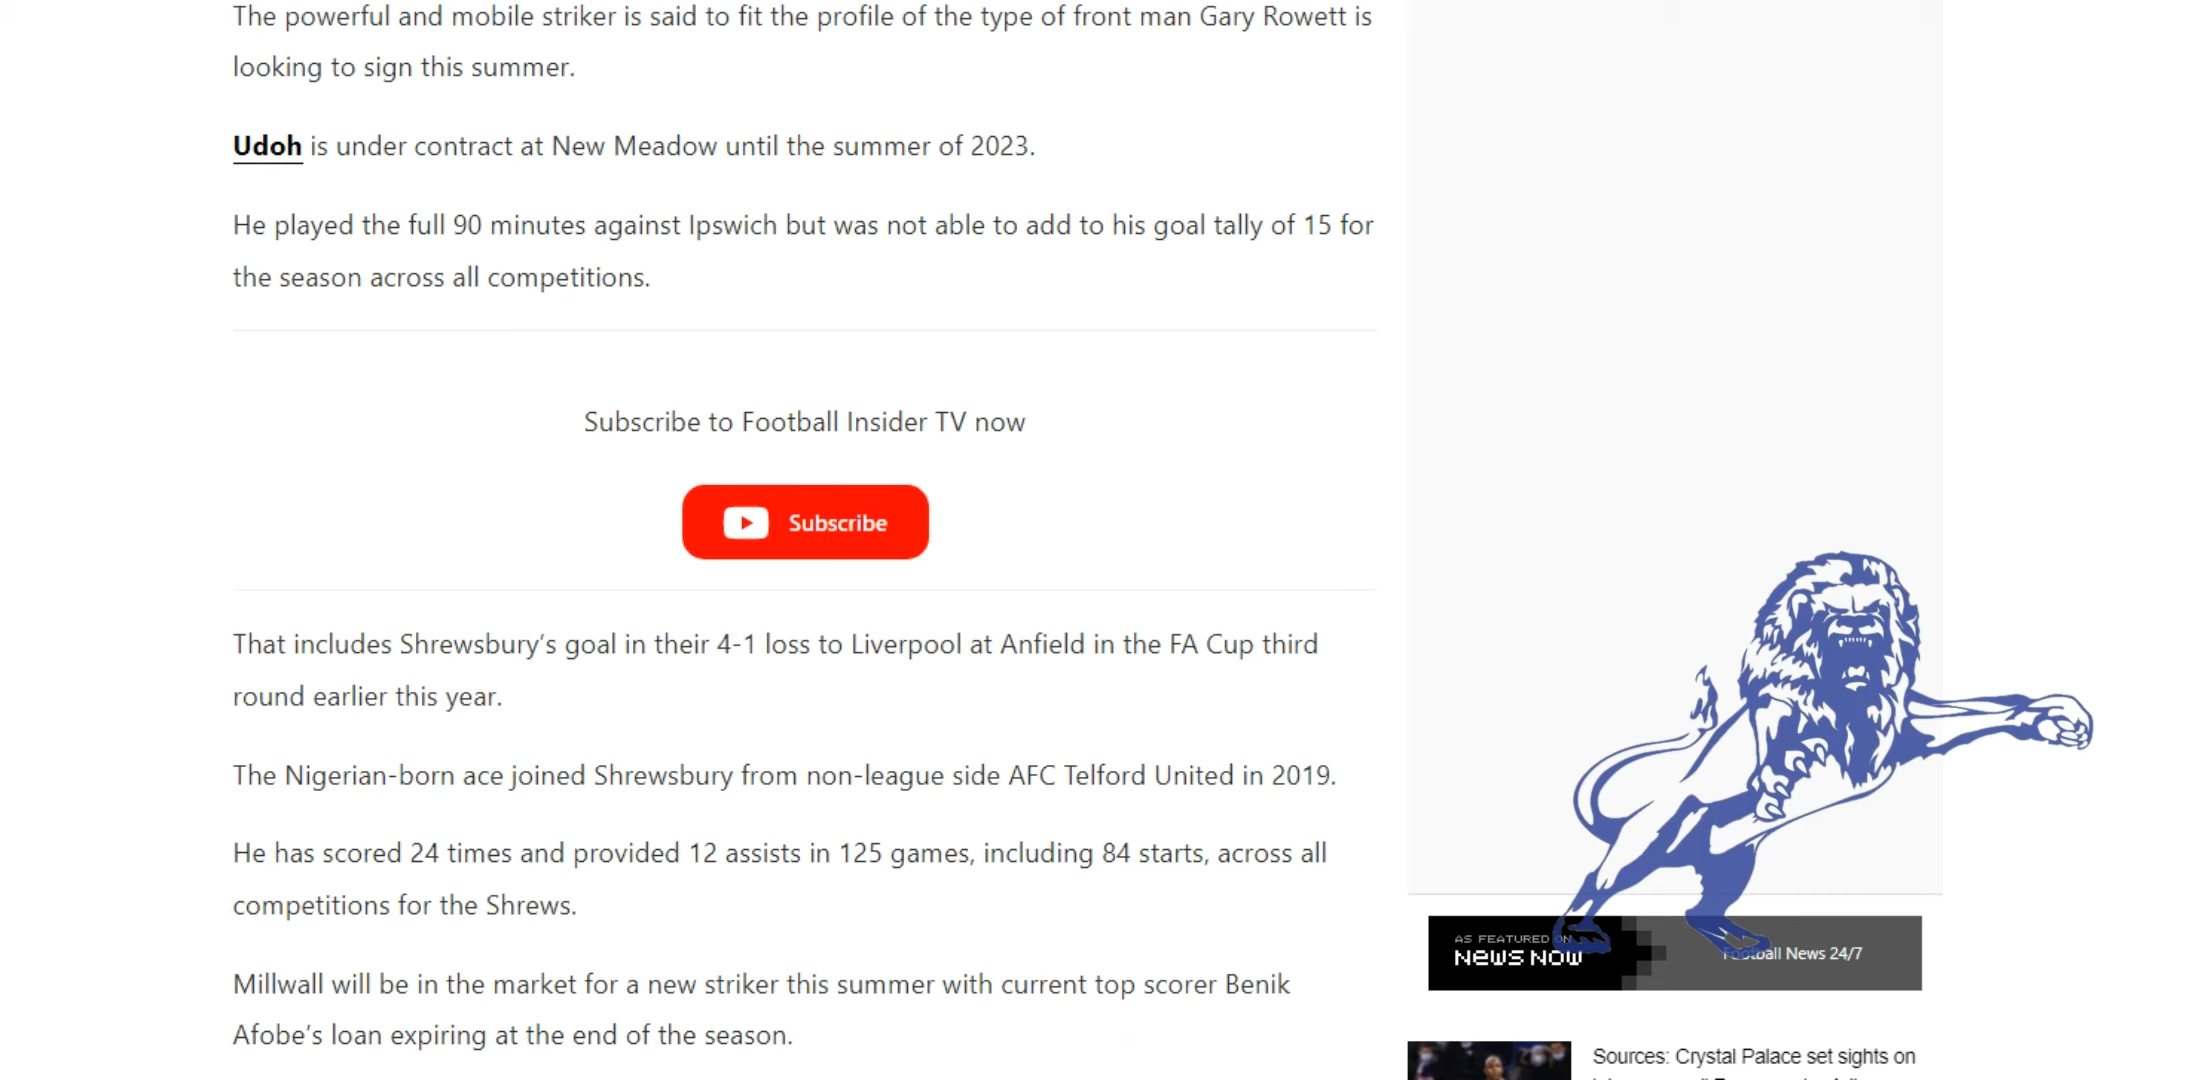 The powerful and mobile striker is said to fit the profile of the type of front man Gary Rowett is
looking to sign this summer.
Udoh is under contract at New Meadow until the summer of 2023.
He played the full 90 minutes against Ipswich but was not able to add to his goal tally of 15 for
the season across all competitions.
Subscribe to Football Insider TV now
Subscribe
That includes Shrewsbury’s goal in their 4-1 loss to Liverpool at Anfield in the FA Cup third
round earlier this year.
The Nigerian-born ace joined Shrewsbury from non-league side AFC Telford United in 2019.
He has scored 24 times and provided 12 assists in 125 games, including 84 starts, across all
competitions for the Shrews.
Millwall will be in the market for a new striker this summer with current top scorer Benik
Afobe’s loan expiring at the end of the season.
AS FEATURED ON
NEWS NOW
Football News 24/7
Sources: Crystal Palace set sights on